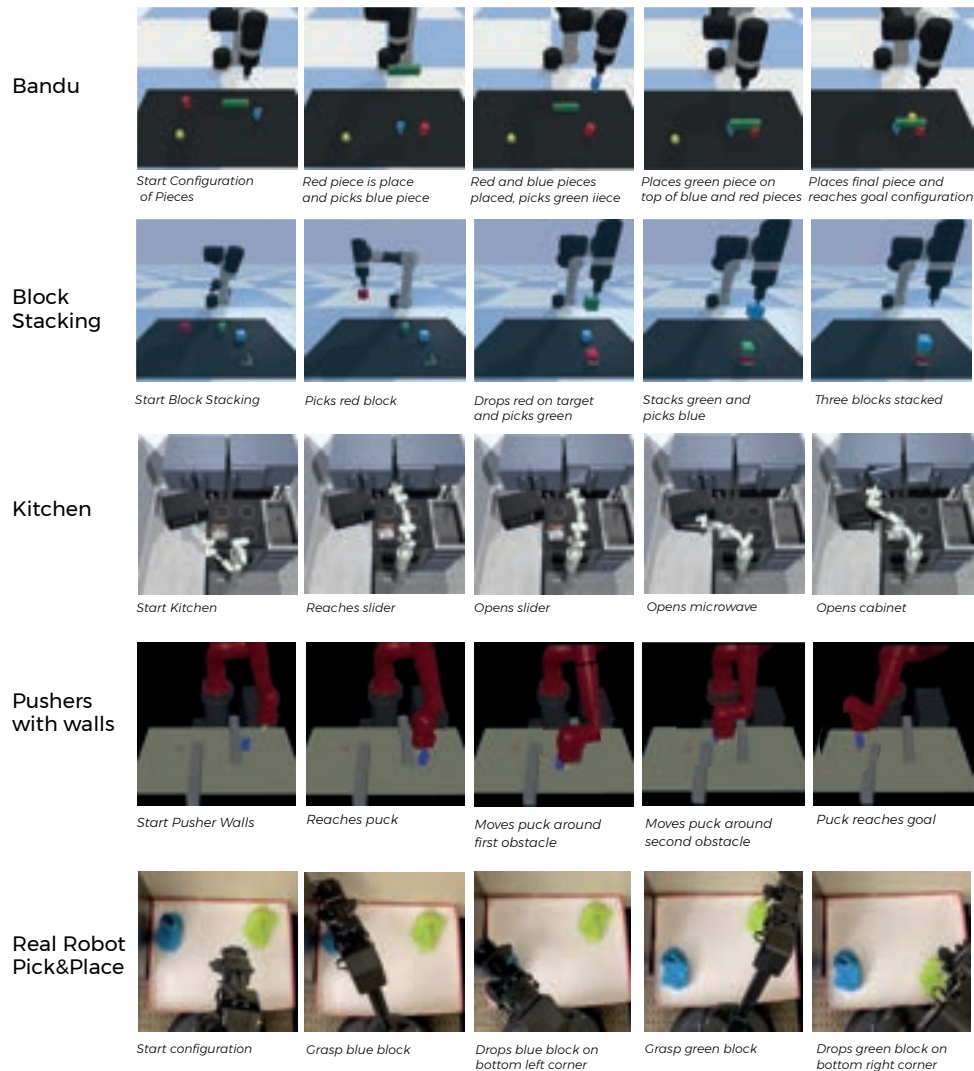 Bandu
Start Configuration
of Pieces
Red piece is place
and picks blue piece
Red and blue pieces
placed, picks green iiece
Places green piece on
top of blue and red pieces
Places final piece and
reaches goal configuration
Block
Stacking
Start Block Stacking
Picks red block
Drops red on target
and picks green
Stacks green and
picks blue
Three blocks stacked
Kitchen
Start Kitchen
Reaches slider
Opens slider
Opens microwave
Opens cabinet
Pushers
with walls
Start Pusher Walls
Reaches puck
Moves puck around
first obstacle
Moves puck around
second obstacle
Puck reaches goal
Real Robot
Pick&Place
Start configuration
Grasp blue block
Drops blue block on
bottom left corner
Grasp green block
Drops green block on
bottom right corner